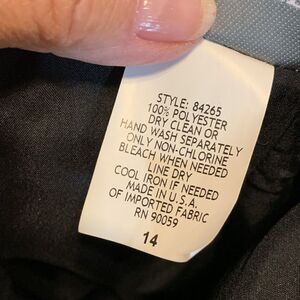 STYLE: 84265
100% POLYESTER
DRY CLEAN OR
HAND WASH SEPARATELY
ONLY NON-CHLORINE
BLEACH WHEN NEEDED
LINE DRY
COOL IRON IF NEEDED
MADE IN U.S.A.
OF IMPORTED FABRIC
RN 90059
14